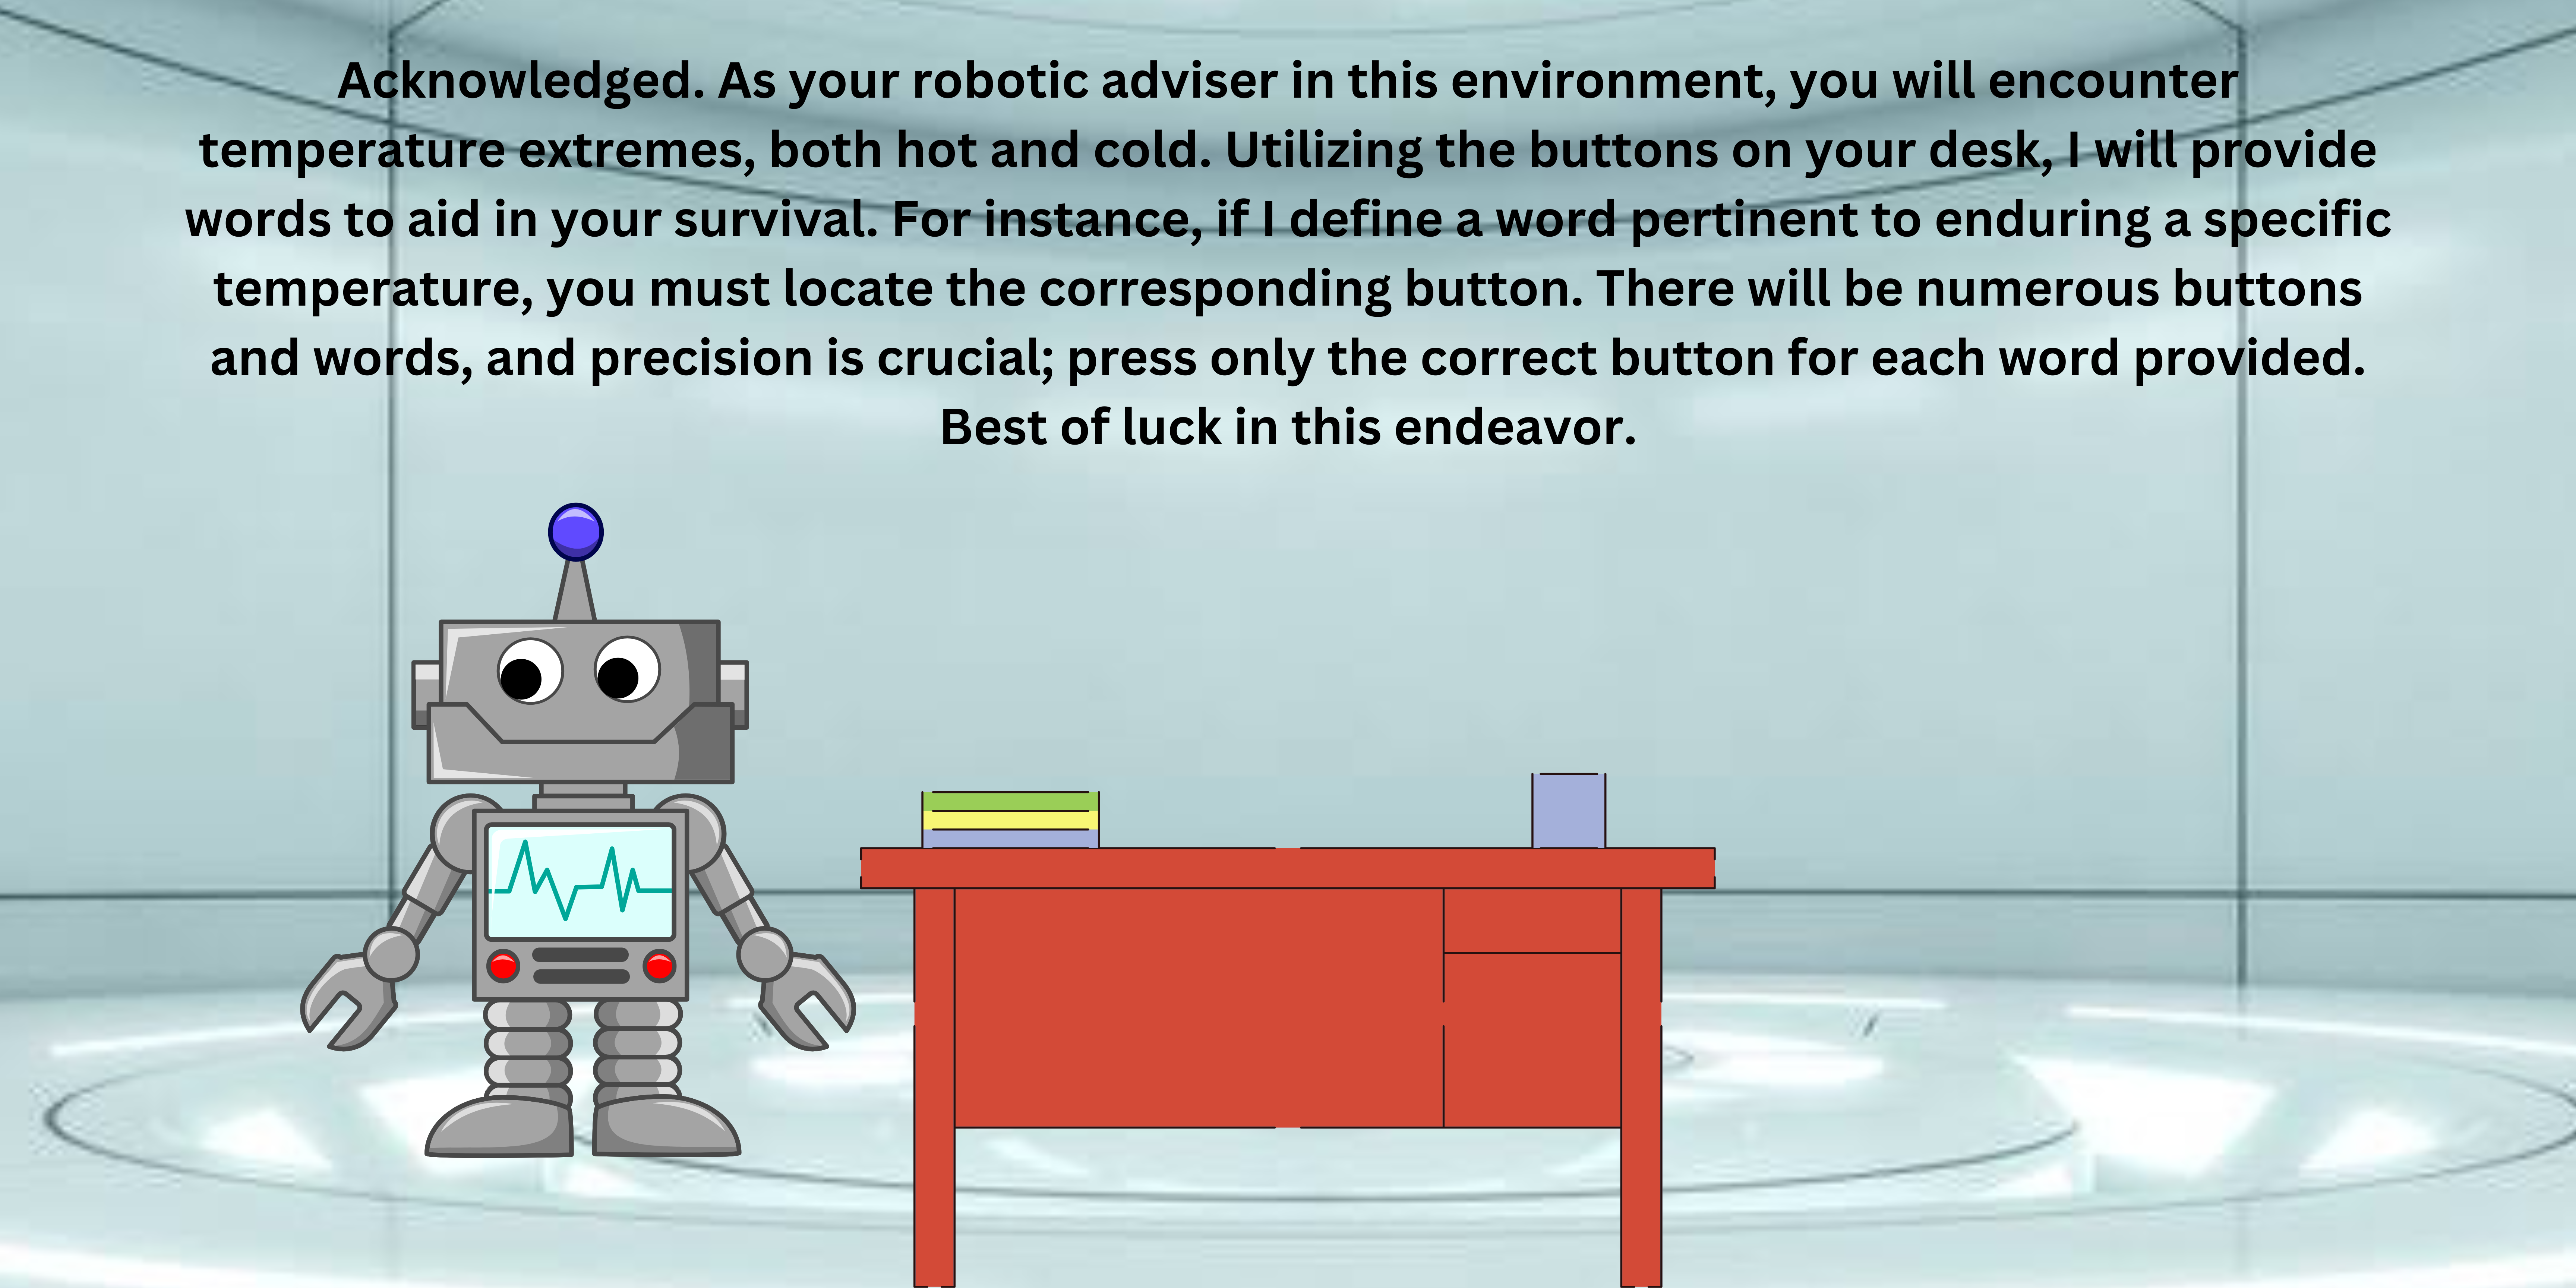 Acknowledged. As your robotic adviser in this environment, you will encounter
temperature extremes, both hot and cold. Utilizing the buttons on your desk, I will provide
words to aid in your survival. For instance, if I define a word pertinent to enduring a specific
temperature, you must locate the corresponding button. There will be numerous buttons
and words, and precision is crucial; press only the correct button for each word provided.
Best of luck in this endeavor.